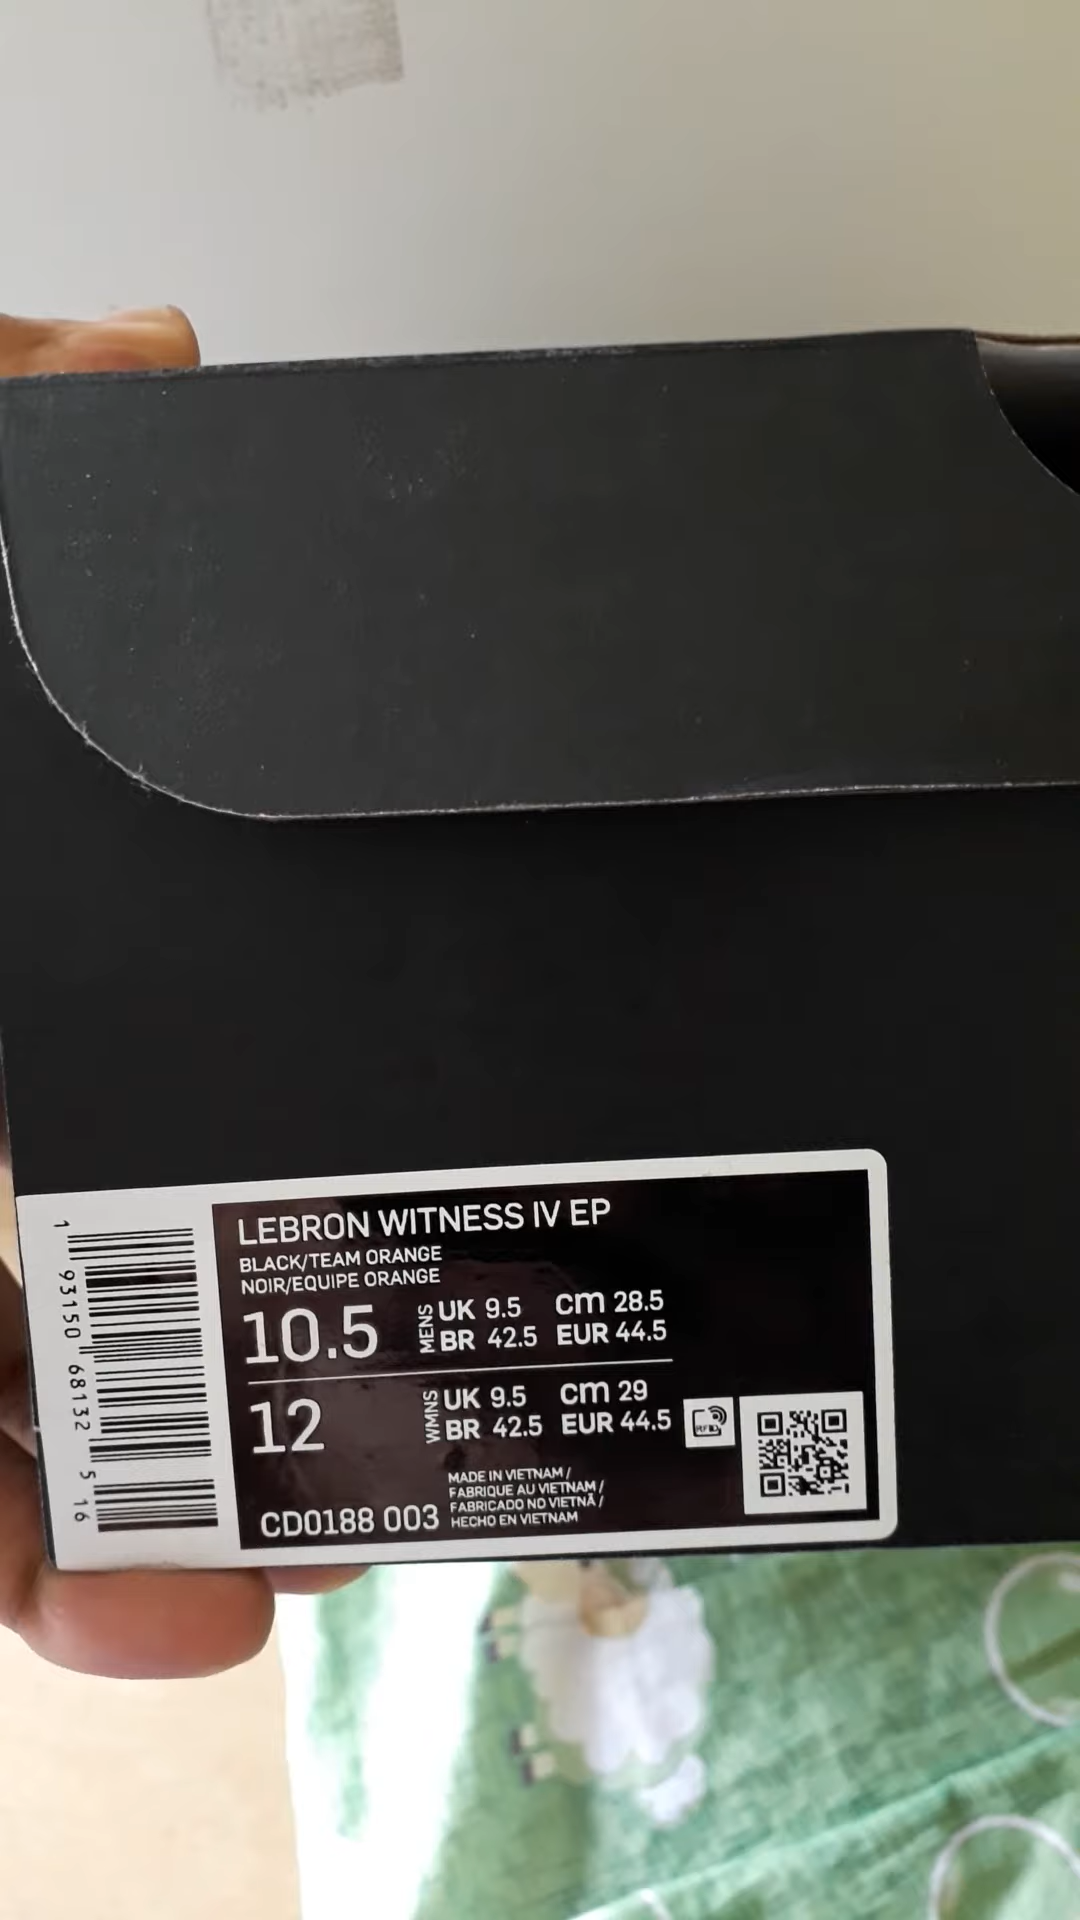 LEBRON WITNESS IV EP
BLACK/TEAM ORANGE
NOIR/EQUIPE ORANGE
10.5 MENS UK 9.5 cm 28.5
BR 42.5 EUR 44.5
12 WMNS UK 9.5 cm 29
BR 42.5 EUR 44.5
MADE IN VIETNAM /
FABRIQUE AU VIETNAM /
FABRICADO NO VIETNÃ /
HECHO EN VIETNAM
CD0188 003
1 93150 68132 5 16